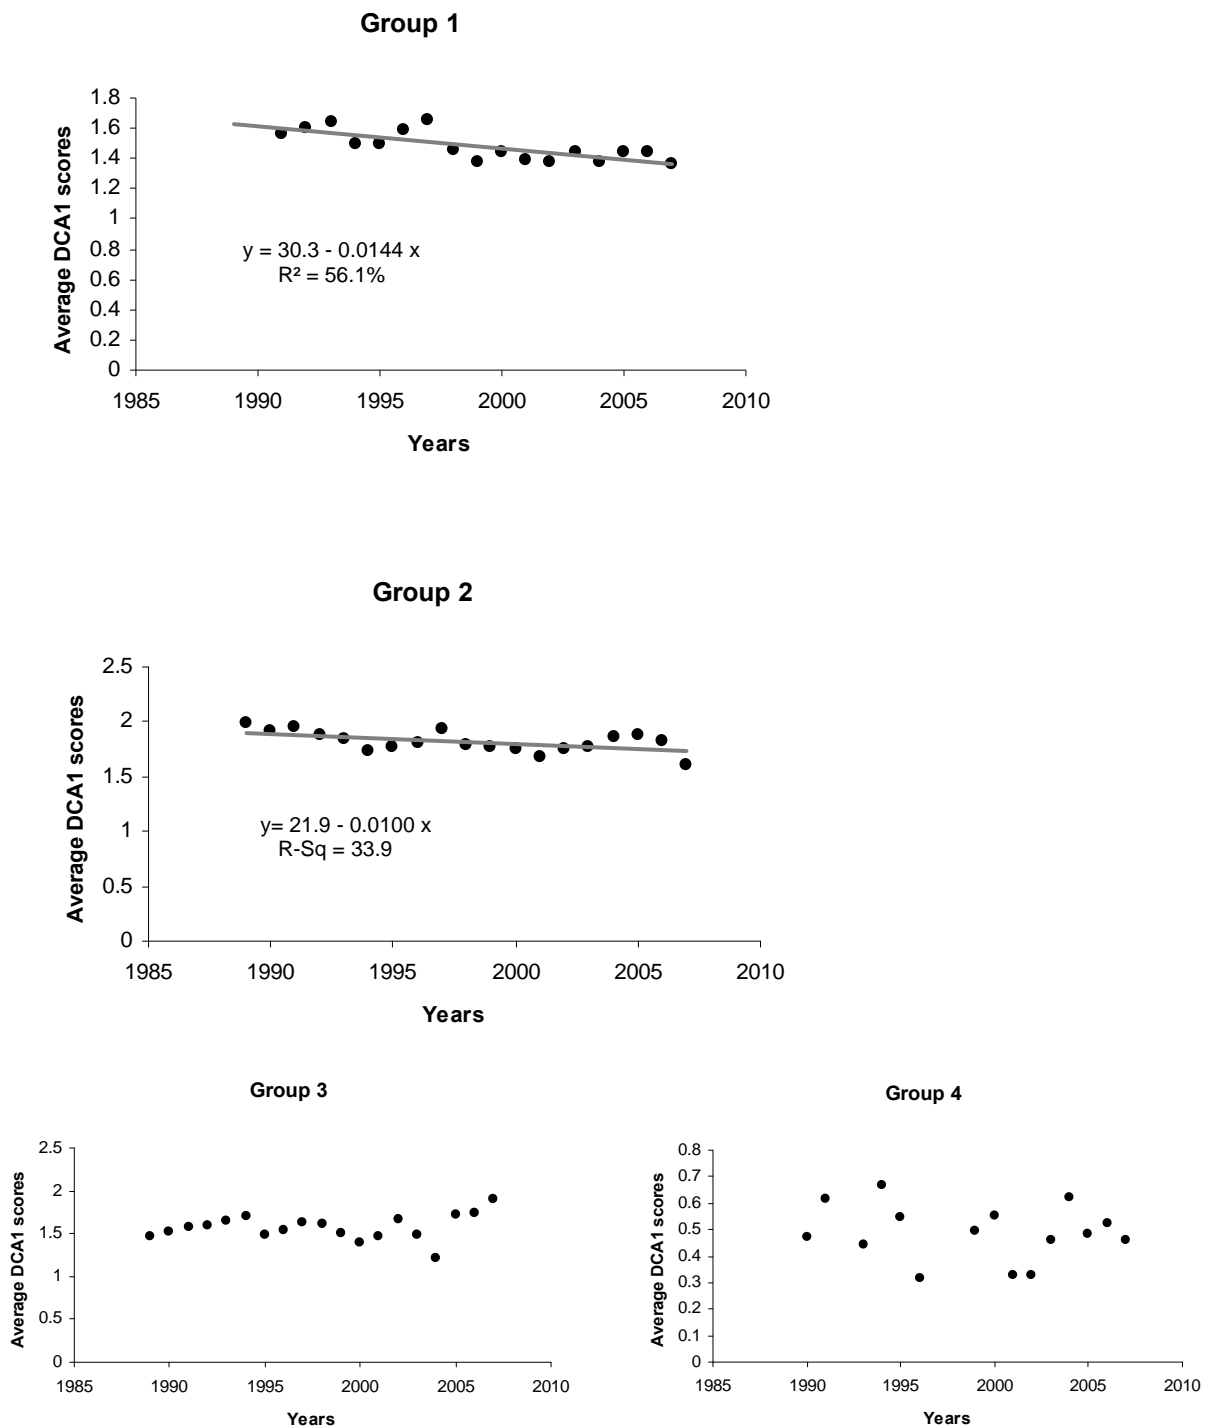 Group 1
1.8
1.6
1.4
1.2
1
0.8
0.6
0.4
0.2
0
Average DCA1 scores
y = 30.3 - 0.0144 x
R² = 56.1%
1985 1990 1995 2000 2005 2010
Years
Group 2
2.5
2
1.5
1
0.5
0
Average DCA1 scores
y= 21.9 - 0.0100 x
R-Sq = 33.9
1985 1990 1995 2000 2005 2010
Years
Group 3
2.5
2
1.5
1
0.5
0
Average DCA1 scores
1985 1990 1995 2000 2005 2010
Years
Group 4
0.8
0.7
0.6
0.5
0.4
0.3
0.2
0.1
0
Average DCA1 scores
1985 1990 1995 2000 2005 2010
Years